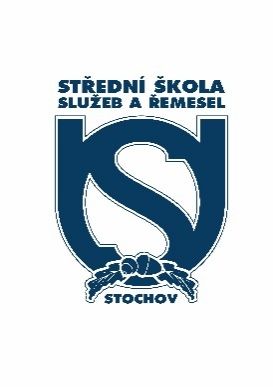 STŘEDNÍ ŠKOLA
SLUŽEB A ŘEMESEL
S
STOCHOV